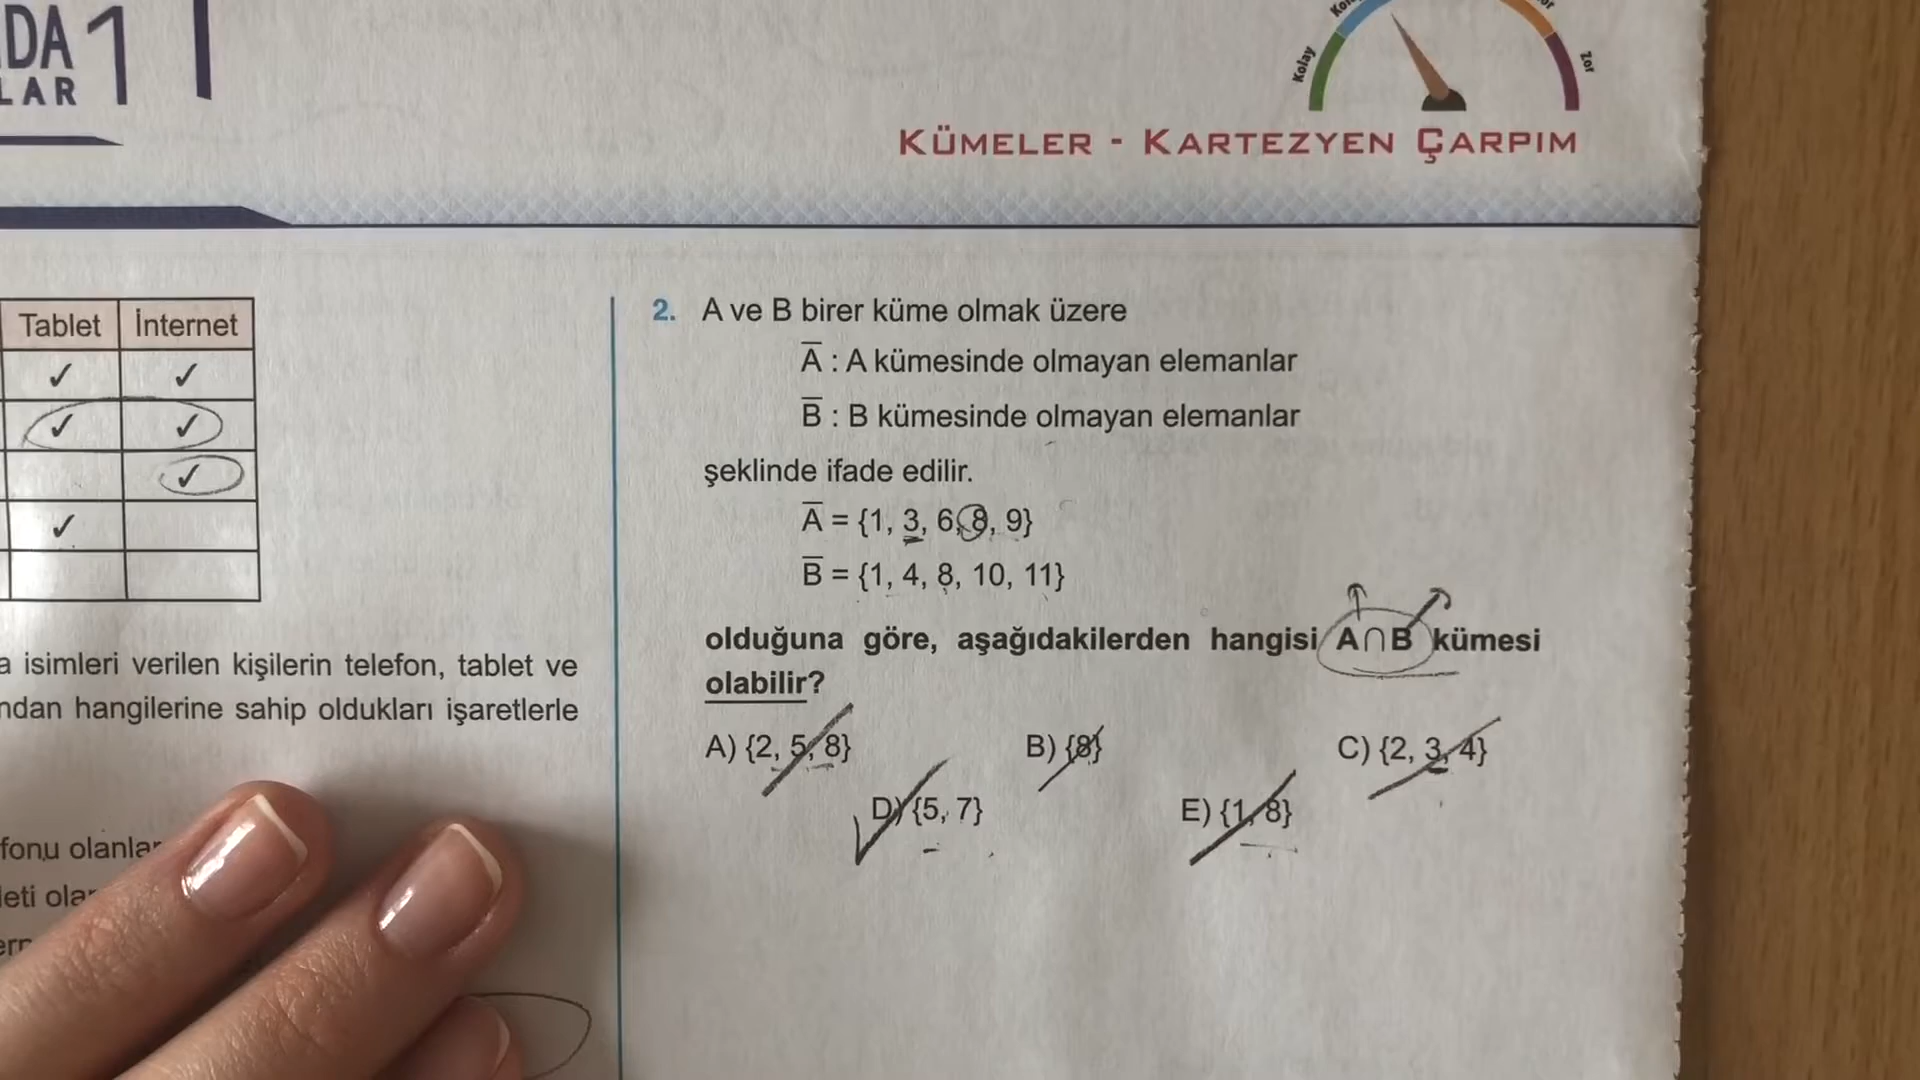 DA 11
LAR
Kolay
Zor
KÜMELER - KARTEZYEN ÇARPIM
Tablet İnternet
✓ ✓
✓ ✓
✓
✓
a isimleri verilen kişilerin telefon, tablet ve
ndan hangilerine sahip oldukları işaretlerle
fonu olanlar
leti ola
2. A ve B birer küme olmak üzere
A̅ : A kümesinde olmayan elemanlar
B̅ : B kümesinde olmayan elemanlar
şeklinde ifade edilir.
A̅ = {1, 3, 6, 8, 9}
B̅ = {1, 4, 8, 10, 11}
olduğuna göre, aşağıdakilerden hangisi A∩B kümesi
olabilir?
A) {2, 5, 8} B) {8} C) {2, 3, 4}
D) {5, 7} E) {1, 8}